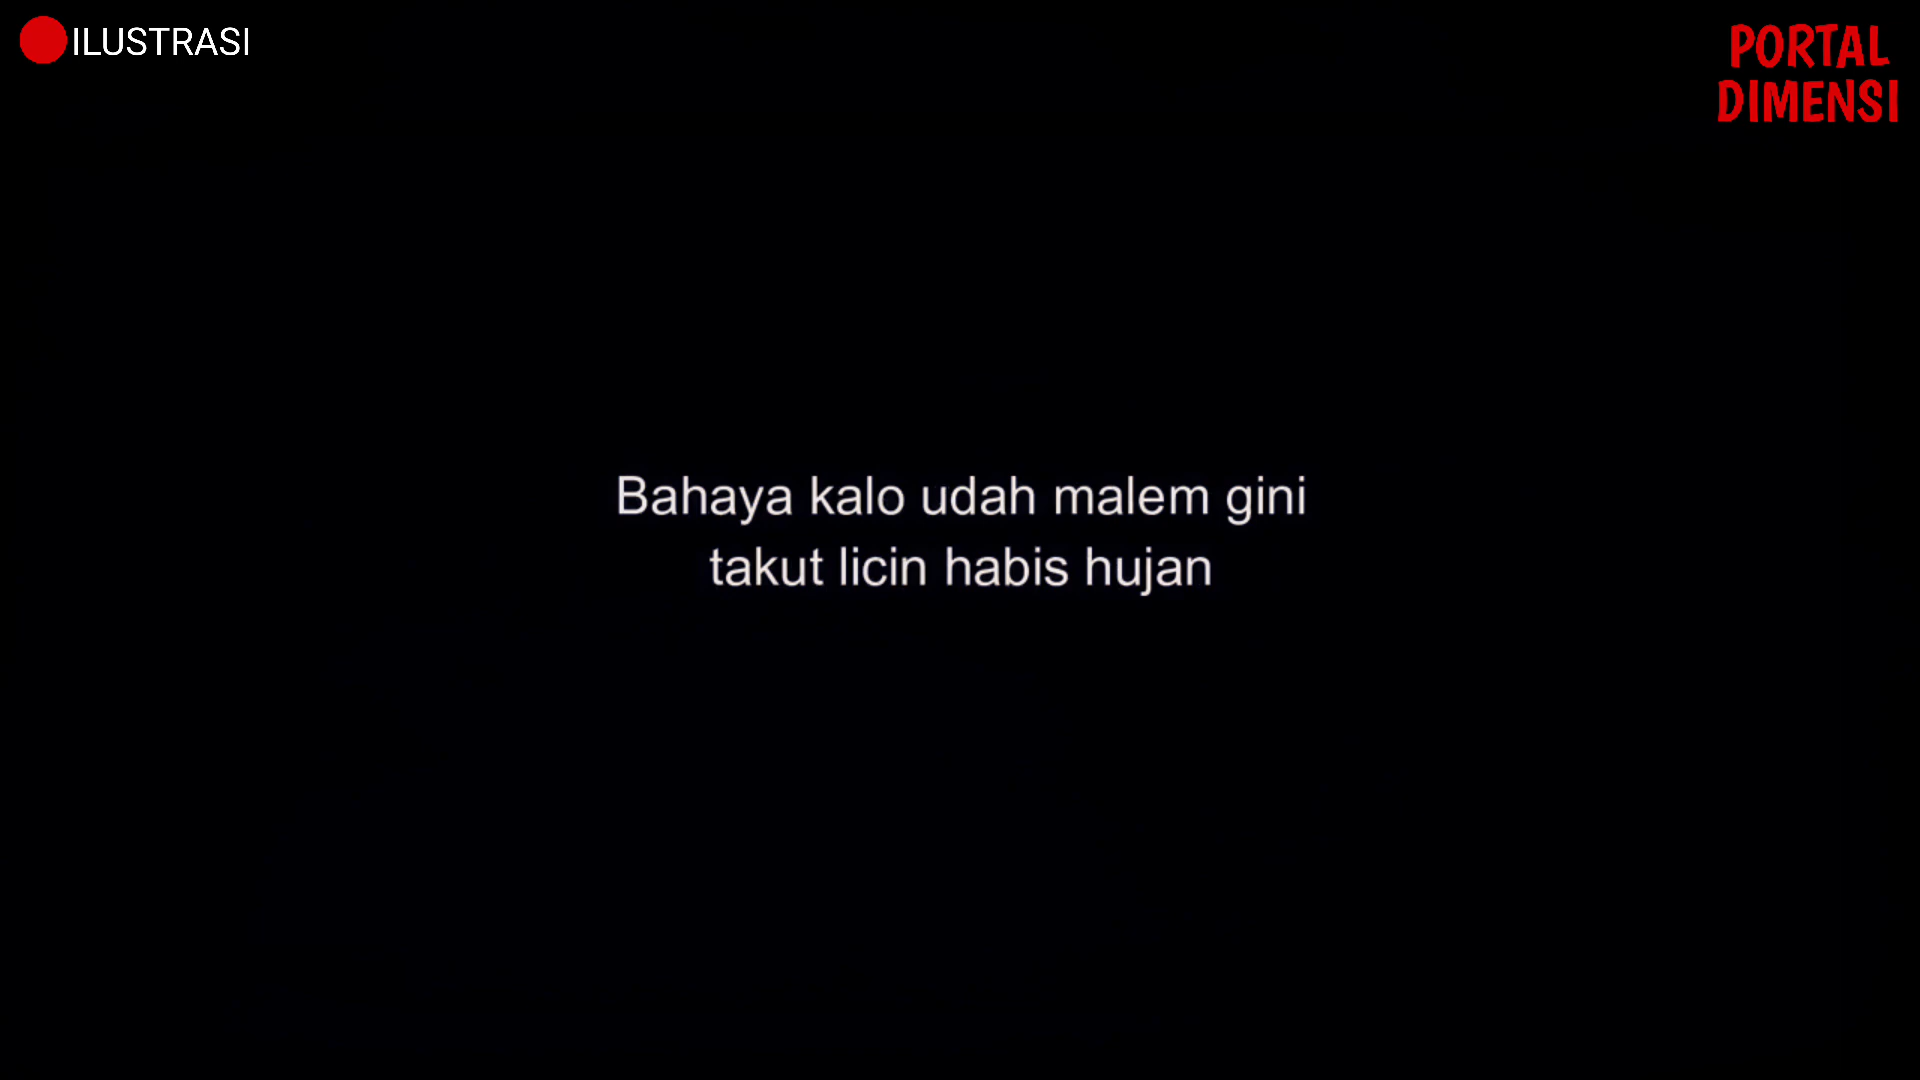 ILUSTRASI
PORTAL
DIMENSI
Bahaya kalo udah malem gini
takut licin habis hujan